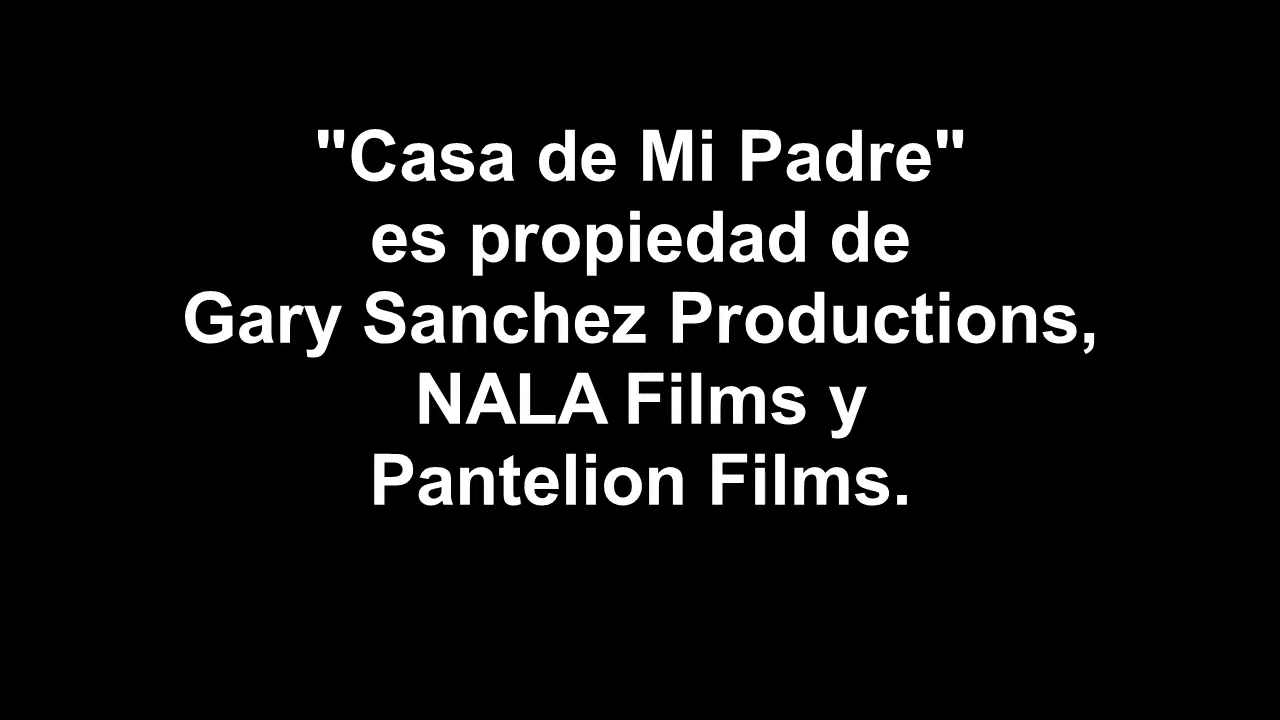 "Casa de Mi Padre"
es propiedad de
Gary Sanchez Productions,
NALA Films y
Pantelion Films.